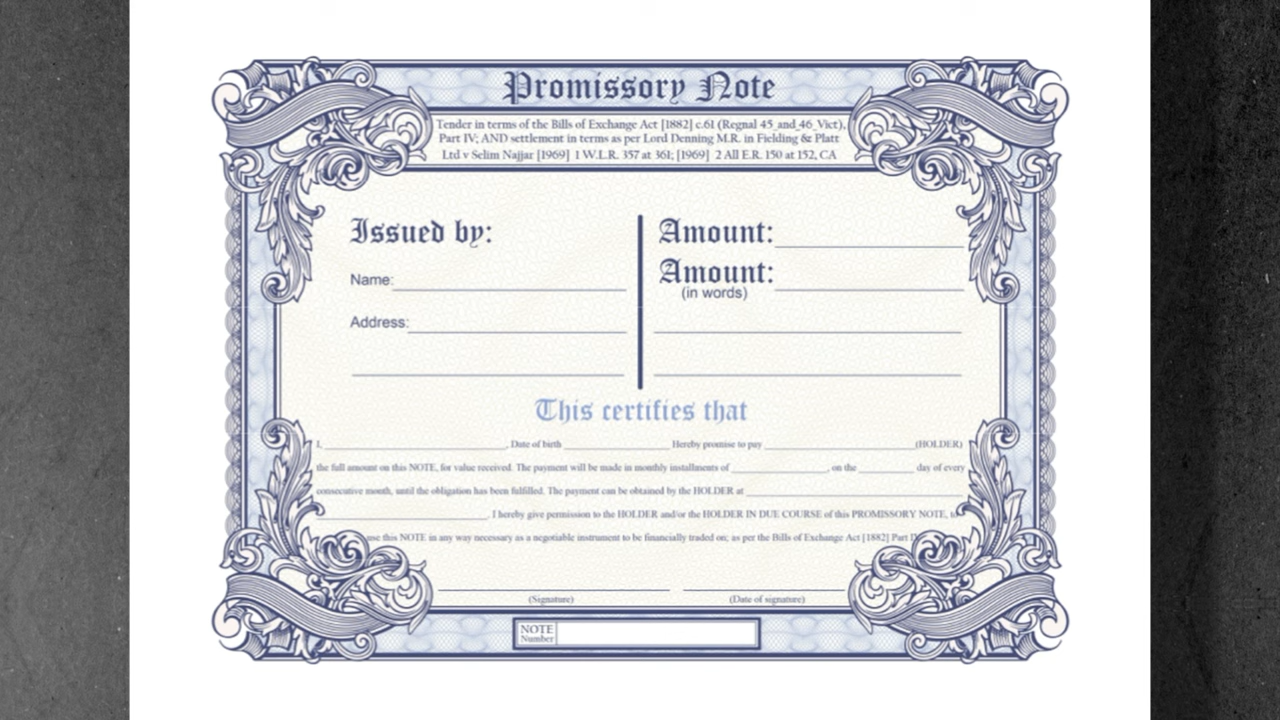 Promissory Note
Tender in terms of the Bills of Exchange Act [1882] c.61 (Regnal 45_and_46_Vict),
Part IV; AND settlement in terms as per Lord Denning M.R. in Fielding & Platt
Ltd v Selim Najjar [1969] 1 W.L.R. 357 at 361; [1969] 2 All E.R. 150 at 152, CA
Issued by:
Name:
Address:
Amount:
Amount:
(in words)
This certifies that
I, , Date of birth Hereby promise to pay (HOLDER)
the full amount on this NOTE, for value received. The payment will be made in monthly installments of , on the day of every
consecutive month, until the obligation has been fulfilled. The payment can be obtained by the HOLDER at
. I hereby give permission to the HOLDER and/or the HOLDER IN DUE COURSE of this PROMISSORY NOTE, to
use this NOTE in any way necessary as a negotiable instrument to be financially traded on; as per the Bills of Exchange Act [1882] Part
(Signature) (Date of signature)
NOTE
Number